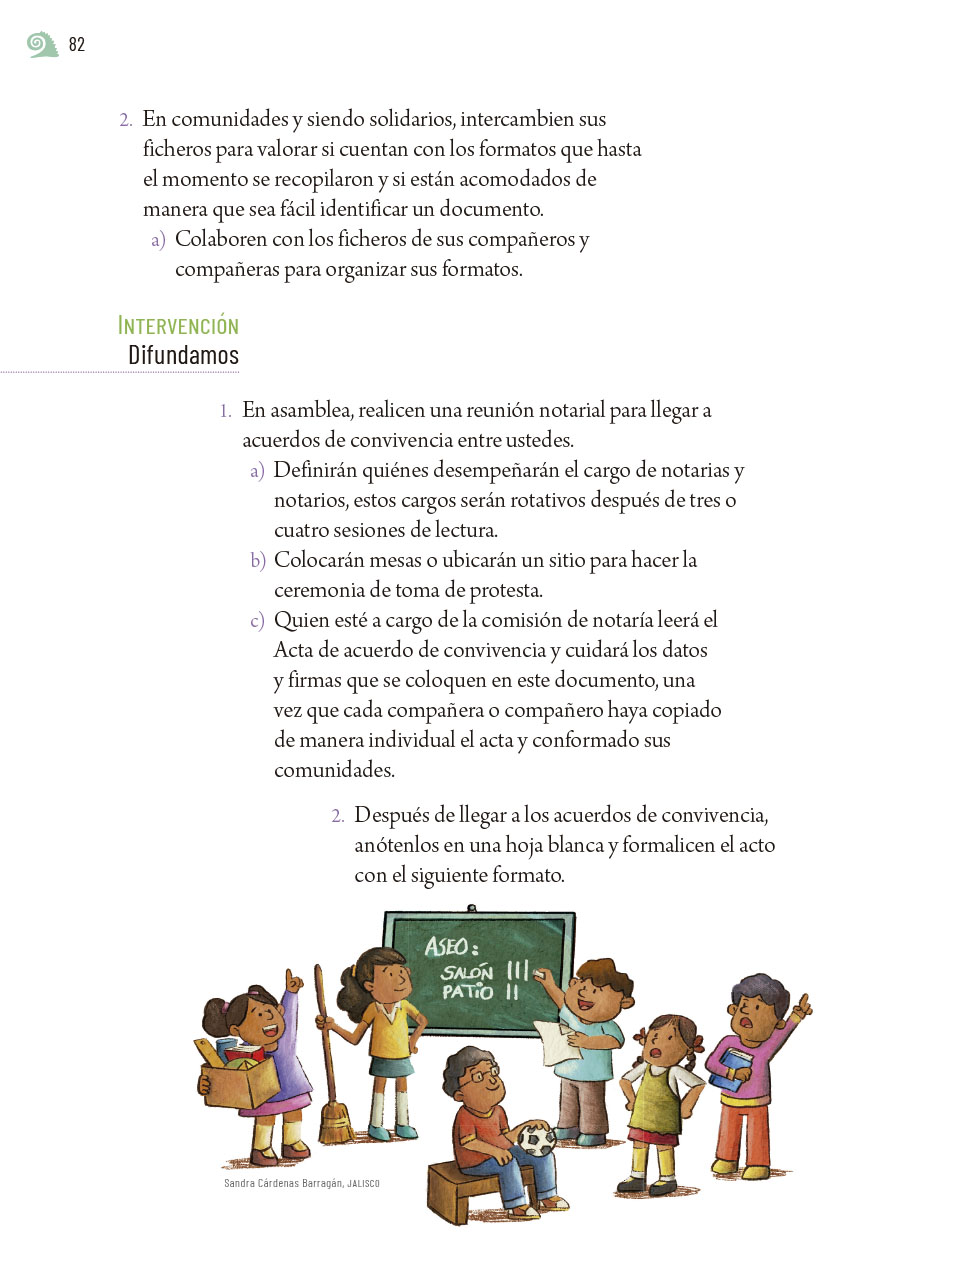 82
2. En comunidades y siendo solidarios, intercambien sus
ficheros para valorar si cuentan con los formatos que hasta
el momento se recopilaron y si están acomodados de
manera que sea fácil identificar un documento.
a) Colaboren con los ficheros de sus compañeros y
compañeras para organizar sus formatos.
INTERVENCIÓN
Difundamos
1. En asamblea, realicen una reunión notarial para llegar a
acuerdos de convivencia entre ustedes.
a) Definirán quiénes desempeñarán el cargo de notarias y
notarios, estos cargos serán rotativos después de tres o
cuatro sesiones de lectura.
b) Colocarán mesas o ubicarán un sitio para hacer la
ceremonia de toma de protesta.
c) Quien esté a cargo de la comisión de notaría leerá el
Acta de acuerdo de convivencia y cuidará los datos
y firmas que se coloquen en este documento, una
vez que cada compañera o compañero haya copiado
de manera individual el acta y conformado sus
comunidades.
2. Después de llegar a los acuerdos de convivencia,
anótenlos en una hoja blanca y formalicen el acto
con el siguiente formato.
ASEO:
SALÓN III
PATIO II
Sandra Cárdenas Barragán, JALISCO